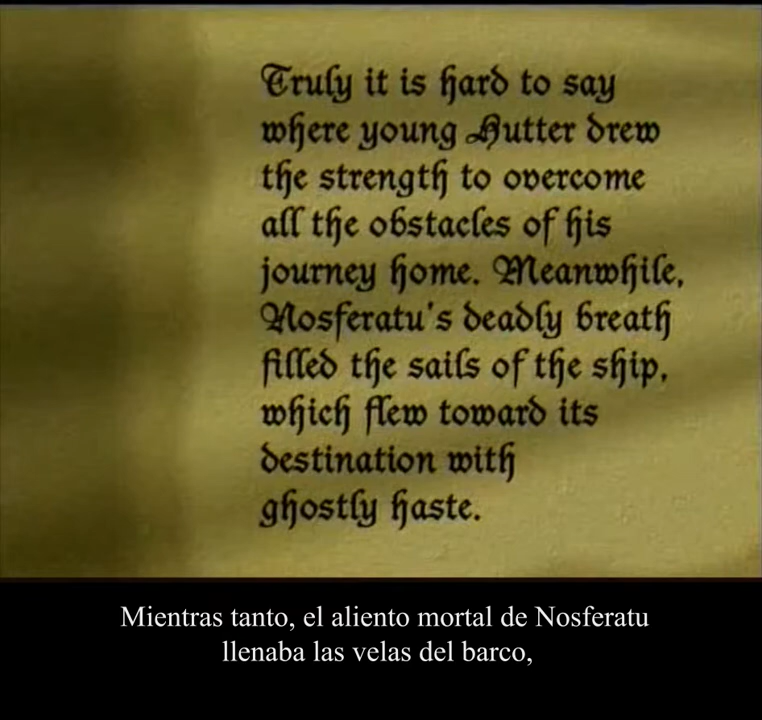 Truly it is hard to say
where young Hutter drew
the strength to overcome
all the obstacles of his
journey home. Meanwhile,
Nosferatu's deadly breath
filled the sails of the ship,
which flew toward its
destination with
ghostly haste.
Mientras tanto, el aliento mortal de Nosferatu
llenaba las velas del barco,